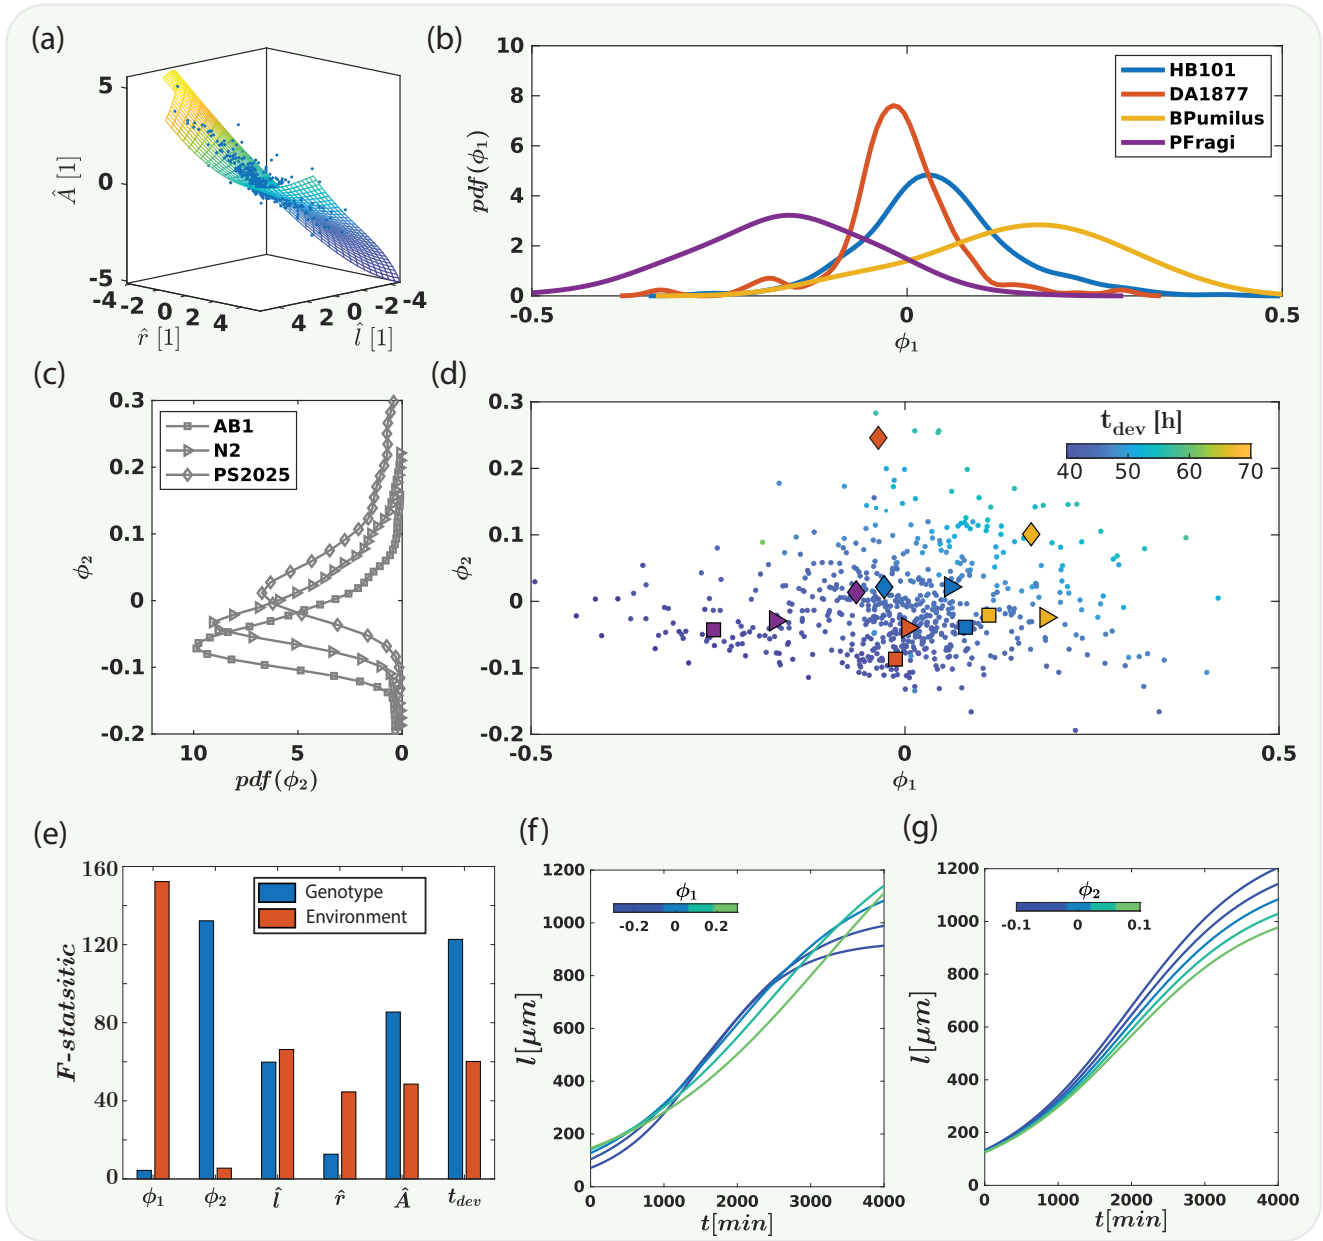 (a)
5
0
-5
Â [1]
-4 -2 0 2 4
r̂ [1]
4 2 0 -2 -4
l̂ [1]
(b)
10
8
6
4
2
0
pdf(ϕ₁)
-0.5 0 0.5
ϕ₁
HB101
DA1877
BPumilus
PFragi
(c)
0.3
0.2
0.1
0
-0.1
-0.2
ϕ₂
AB1
N2
PS2025
10 5 0
pdf(ϕ₂)
(d)
0.3
0.2
0.1
0
-0.1
-0.2
ϕ₂
t_dev [h]
40 50 60 70
-0.5 0 0.5
ϕ₁
(e)
160
120
80
40
0
F-statsitic
Genotype
Environment
ϕ₁ ϕ₂ l̂ r̂ Â t_dev
(f)
1200
1000
800
600
400
200
0
l[μm]
ϕ₁
-0.2 0 0.2
0 1000 2000 3000 4000
t[min]
(g)
1200
1000
800
600
400
200
0
l[μm]
ϕ₂
-0.1 0 0.1
0 1000 2000 3000 4000
t[min]